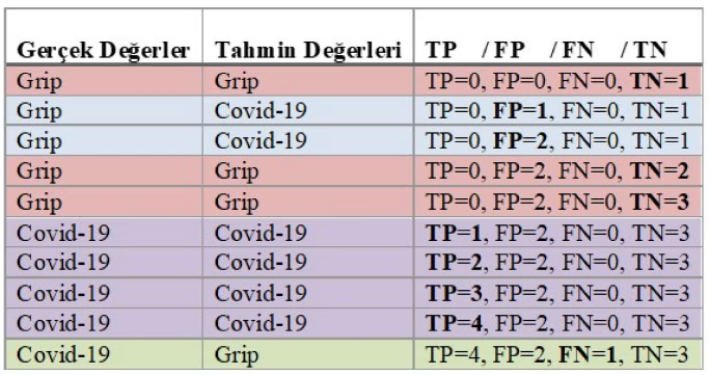 Gerçek Değerler Tahmin Değerleri TP / FP / FN / TN
Grip Grip TP=0, FP=0, FN=0, TN=1
Grip Covid-19 TP=0, FP=1, FN=0, TN=1
Grip Covid-19 TP=0, FP=2, FN=0, TN=1
Grip Grip TP=0, FP=2, FN=0, TN=2
Grip Grip TP=0, FP=2, FN=0, TN=3
Covid-19 Covid-19 TP=1, FP=2, FN=0, TN=3
Covid-19 Covid-19 TP=2, FP=2, FN=0, TN=3
Covid-19 Covid-19 TP=3, FP=2, FN=0, TN=3
Covid-19 Covid-19 TP=4, FP=2, FN=0, TN=3
Covid-19 Grip TP=4, FP=2, FN=1, TN=3